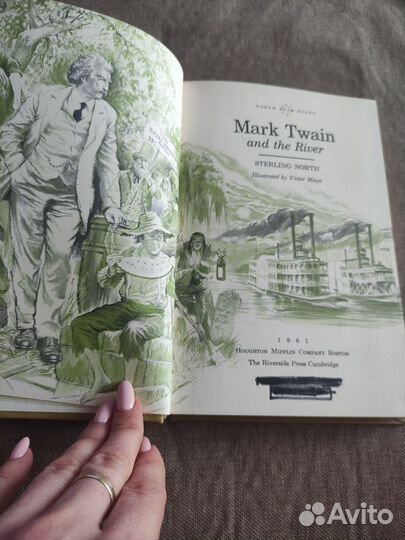 NORTH STAR BOOKS
Mark Twain
and the River
STERLING NORTH
Illustrated by Victor Mays
1961
HOUGHTON MIFFLIN COMPANY BOSTON
The Riverside Press Cambridge
Avito